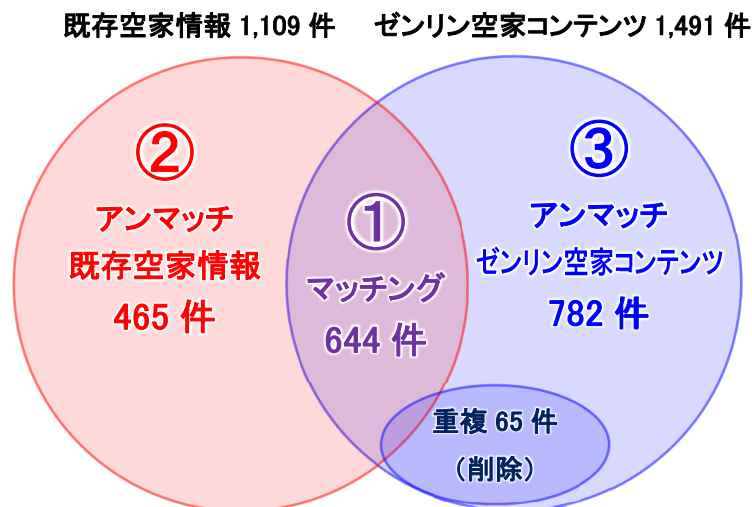 既存空家情報 1,109 件
ゼンリン空家コンテンツ 1,491 件
②
アンマッチ
既存空家情報
465 件
①
マッチング
644 件
③
アンマッチ
ゼンリン空家コンテンツ
782 件
重複 65 件
（削除）